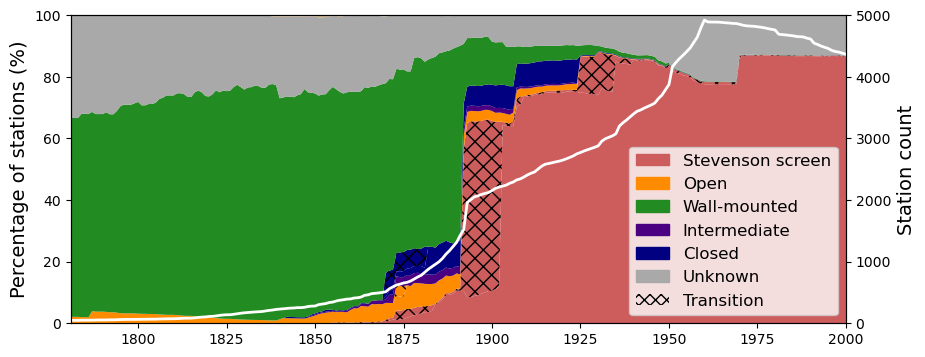 Percentage of stations (%)
100
80
60
40
20
0
5000
4000
3000
2000
1000
0
Station count
Stevenson screen
Open
Wall-mounted
Intermediate
Closed
Unknown
Transition
1800 1825 1850 1875 1900 1925 1950 1975 2000